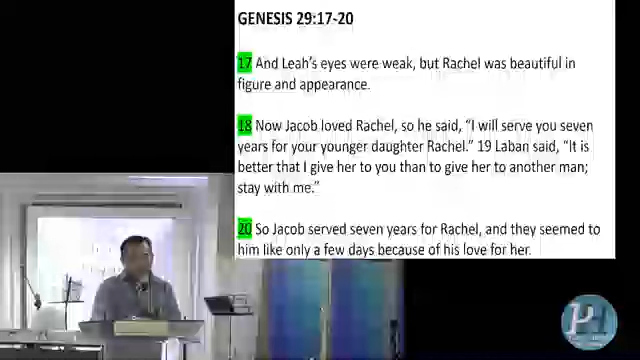 GENESIS 29:17-20
17 And Leah's eyes were weak, but Rachel was beautiful in
figure and appearance.
18 Now Jacob loved Rachel, so he said, "I will serve you seven
years for your younger daughter Rachel." 19 Laban said, "It is
better that I give her to you than to give her to another man;
stay with me."
20 So Jacob served seven years for Rachel, and they seemed to
him like only a few days because of his love for her.